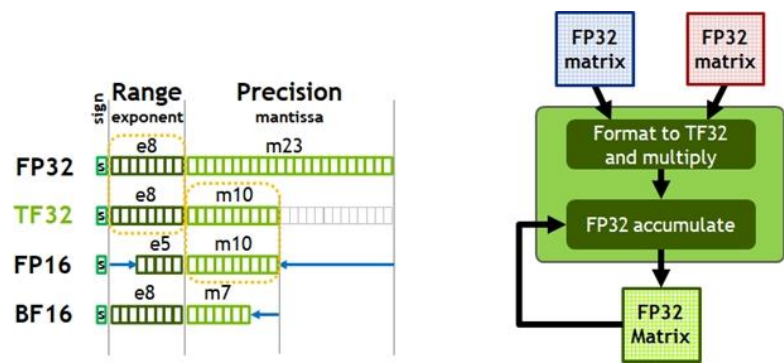 sign
Range
exponent
Precision
mantissa
FP32
s
e8
m23
TF32
s
e8
m10
FP16
s
e5
m10
BF16
s
e8
m7
FP32
matrix
FP32
matrix
Format to TF32
and multiply
FP32 accumulate
FP32
Matrix